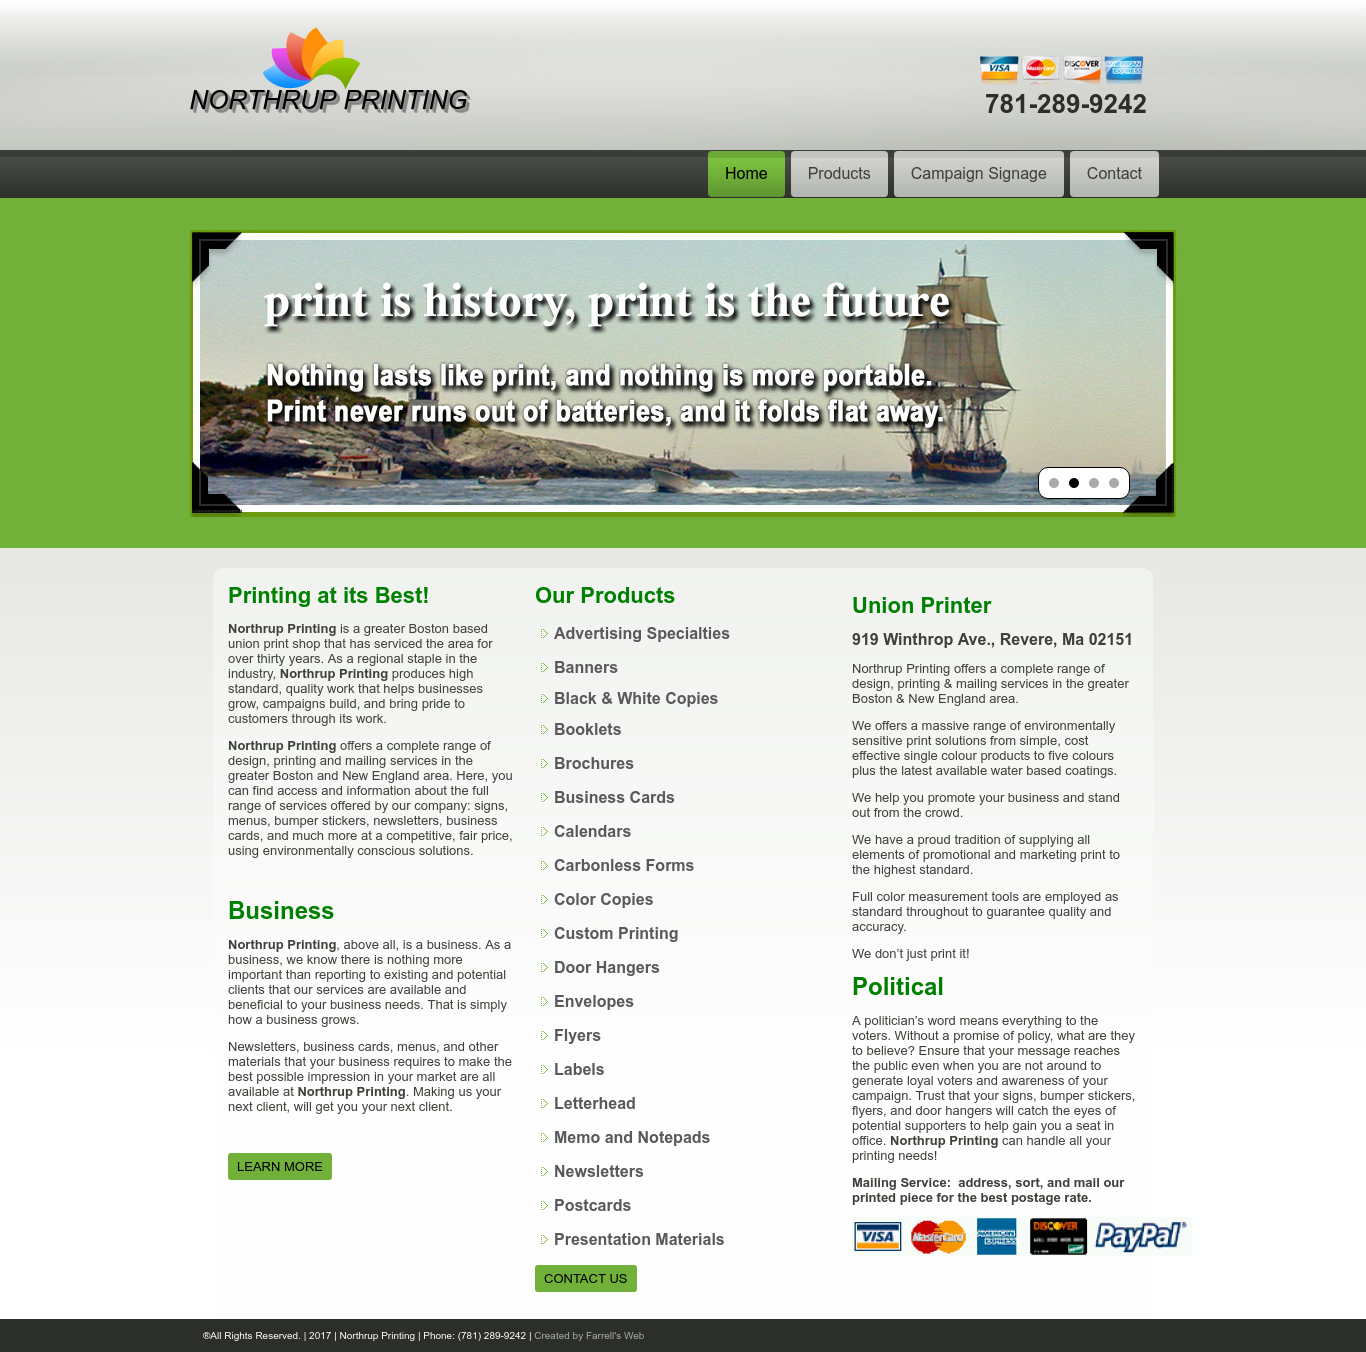 NORTHRUP PRINTING
VISA MasterCard DISCOVER AMERICAN EXPRESS
781-289-9242
Home Products Campaign Signage Contact
print is history, print is the future
Nothing lasts like print, and nothing is more portable.
Print never runs out of batteries, and it folds flat away.
Printing at its Best!
Northrup Printing is a greater Boston based
union print shop that has serviced the area for
over thirty years. As a regional staple in the
industry, Northrup Printing produces high
standard, quality work that helps businesses
grow, campaigns build, and bring pride to
customers through its work.
Northrup Printing offers a complete range of
design, printing and mailing services in the
greater Boston and New England area. Here, you
can find access and information about the full
range of services offered by our company: signs,
menus, bumper stickers, newsletters, business
cards, and much more at a competitive, fair price,
using environmentally conscious solutions.
Business
Northrup Printing, above all, is a business. As a
business, we know there is nothing more
important than reporting to existing and potential
clients that our services are available and
beneficial to your business needs. That is simply
how a business grows.
Newsletters, business cards, menus, and other
materials that your business requires to make the
best possible impression in your market are all
available at Northrup Printing. Making us your
next client, will get you your next client.
LEARN MORE
Our Products
Advertising Specialties
Banners
Black & White Copies
Booklets
Brochures
Business Cards
Calendars
Carbonless Forms
Color Copies
Custom Printing
Door Hangers
Envelopes
Flyers
Labels
Letterhead
Memo and Notepads
Newsletters
Postcards
Presentation Materials
CONTACT US
Union Printer
919 Winthrop Ave., Revere, Ma 02151
Northrup Printing offers a complete range of
design, printing & mailing services in the greater
Boston & New England area.
We offers a massive range of environmentally
sensitive print solutions from simple, cost
effective single colour products to five colours
plus the latest available water based coatings.
We help you promote your business and stand
out from the crowd.
We have a proud tradition of supplying all
elements of promotional and marketing print to
the highest standard.
Full color measurement tools are employed as
standard throughout to guarantee quality and
accuracy.
We don’t just print it!
Political
A politician’s word means everything to the
voters. Without a promise of policy, what are they
to believe? Ensure that your message reaches
the public even when you are not around to
generate loyal voters and awareness of your
campaign. Trust that your signs, bumper stickers,
flyers, and door hangers will catch the eyes of
potential supporters to help gain you a seat in
office. Northrup Printing can handle all your
printing needs!
Mailing Service:  address, sort, and mail our
printed piece for the best postage rate.
VISA MasterCard AMERICAN EXPRESS DISCOVER PayPal
®All Rights Reserved. | 2017 | Northrup Printing | Phone: (781) 289-9242 | Created by Farrell's Web